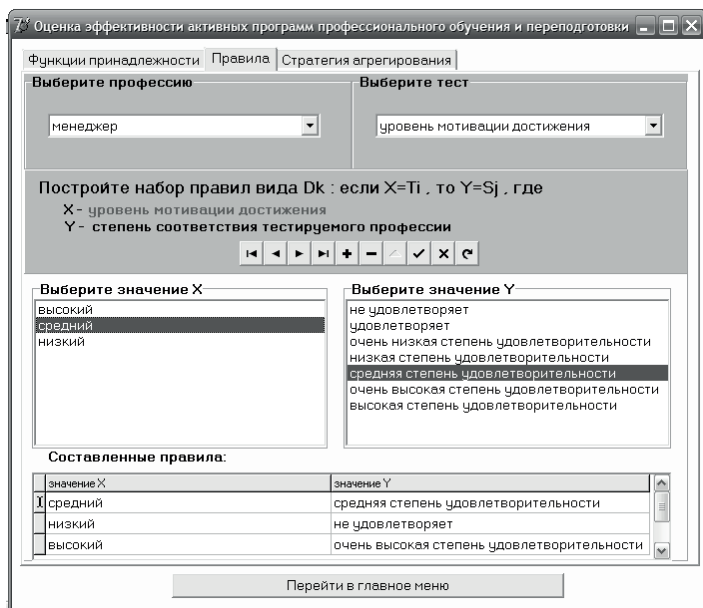 Оценка эффективности активных программ профессионального обучения и переподготовки
Функции принадлежности Правила Стратегия агрегирования
Выберите профессию Выберите тест
менеджер уровень мотивации достижения
Постройте набор правил вида Dk : если X=Ti , то Y=Sj , где
X - уровень мотивации достижения
Y - степень соответствия тестируемого профессии
Выберите значение X Выберите значение Y
высокий не удовлетворяет
средний удовлетворяет
низкий очень низкая степень удовлетворительности
низкая степень удовлетворительности
средняя степень удовлетворительности
очень высокая степень удовлетворительности
высокая степень удовлетворительности
Составленные правила:
значение X значение Y
средний средняя степень удовлетворительности
низкий не удовлетворяет
высокий очень высокая степень удовлетворительности
Перейти в главное меню